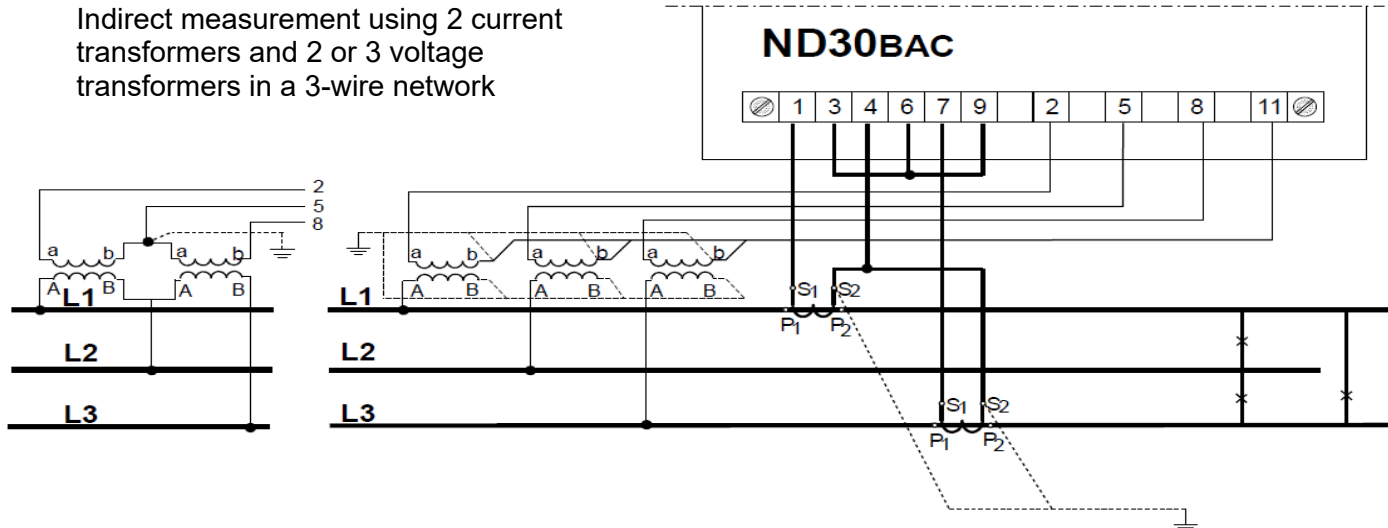 Indirect measurement using 2 current
transformers and 2 or 3 voltage
transformers in a 3-wire network
ND30BAC
1 3 4 6 7 9 2 5 8 11
2
5
8
a b a b
A B A B
a b a b a b
A B A B A B
L1
L2
L3
L1
L2
L3
S1 S2
P1 P2
S1 S2
P1 P2